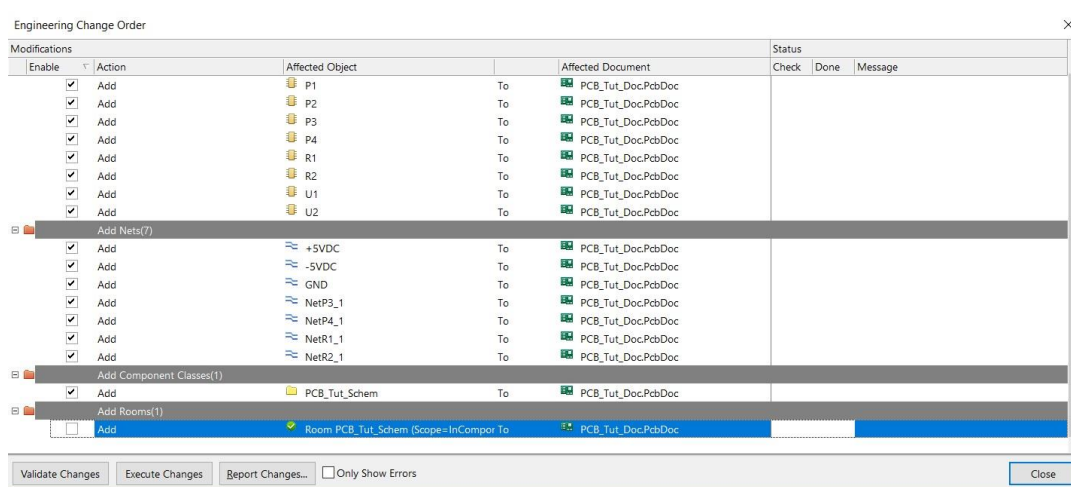 Engineering Change Order
Modifications Status
Enable Action Affected Object Affected Document Check Done Message
Add P1 To PCB_Tut_Doc.PcbDoc
Add P2 To PCB_Tut_Doc.PcbDoc
Add P3 To PCB_Tut_Doc.PcbDoc
Add P4 To PCB_Tut_Doc.PcbDoc
Add R1 To PCB_Tut_Doc.PcbDoc
Add R2 To PCB_Tut_Doc.PcbDoc
Add U1 To PCB_Tut_Doc.PcbDoc
Add U2 To PCB_Tut_Doc.PcbDoc
Add Nets(7)
Add +5VDC To PCB_Tut_Doc.PcbDoc
Add -5VDC To PCB_Tut_Doc.PcbDoc
Add GND To PCB_Tut_Doc.PcbDoc
Add NetP3_1 To PCB_Tut_Doc.PcbDoc
Add NetP4_1 To PCB_Tut_Doc.PcbDoc
Add NetR1_1 To PCB_Tut_Doc.PcbDoc
Add NetR2_1 To PCB_Tut_Doc.PcbDoc
Add Component Classes(1)
Add PCB_Tut_Schem To PCB_Tut_Doc.PcbDoc
Add Rooms(1)
Add Room PCB_Tut_Schem (Scope=InCompor To PCB_Tut_Doc.PcbDoc
Validate Changes Execute Changes Report Changes... Only Show Errors Close